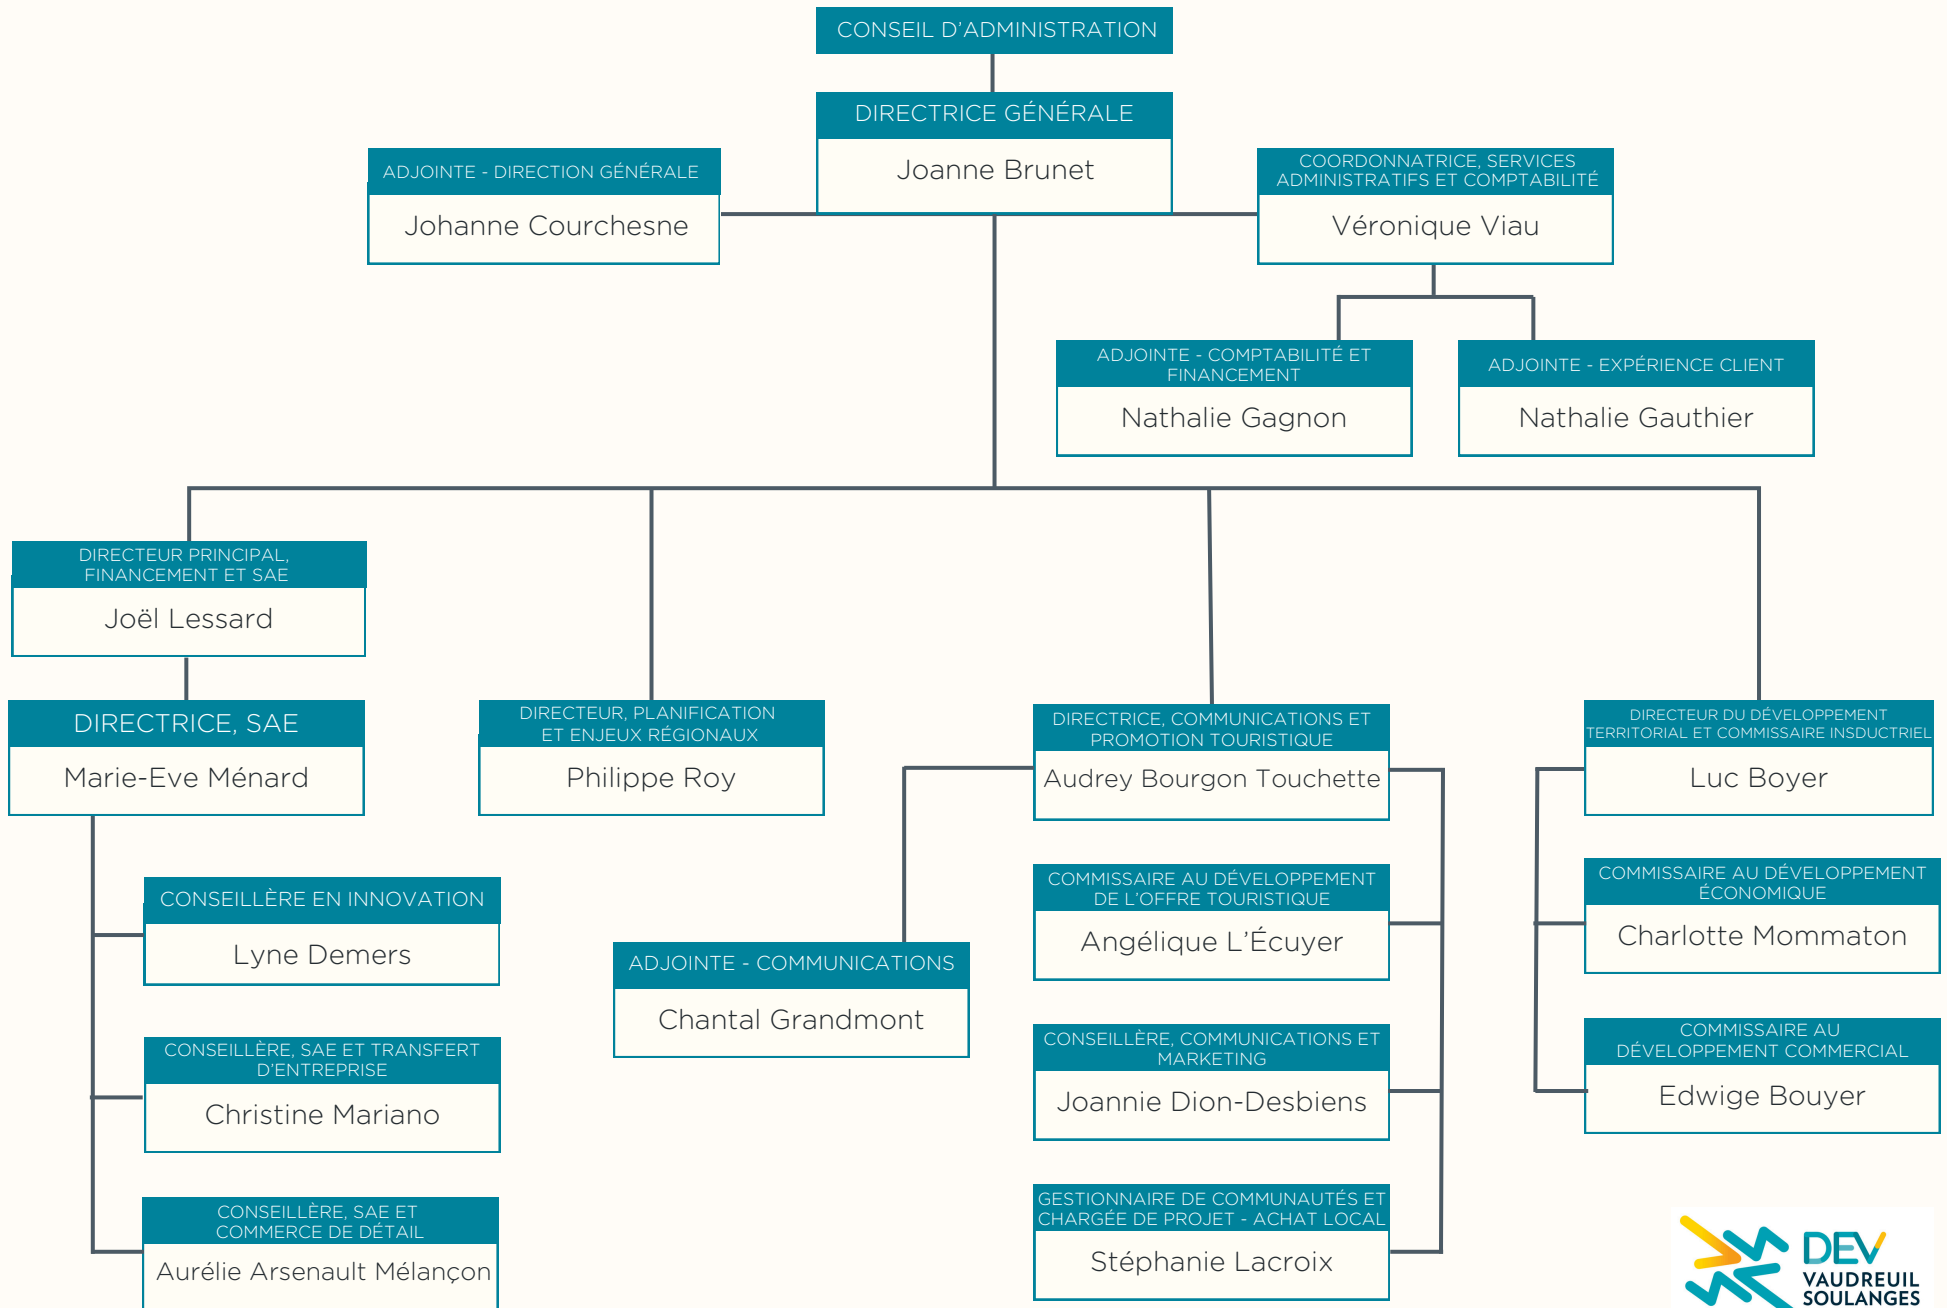 CONSEIL D'ADMINISTRATION
DIRECTRICE GÉNÉRALE
Joanne Brunet
ADJOINTE - DIRECTION GÉNÉRALE
Johanne Courchesne
COORDONNATRICE, SERVICES
ADMINISTRATIFS ET COMPTABILITÉ
Véronique Viau
ADJOINTE - COMPTABILITÉ ET
FINANCEMENT
Nathalie Gagnon
ADJOINTE - EXPÉRIENCE CLIENT
Nathalie Gauthier
DIRECTEUR PRINCIPAL,
FINANCEMENT ET SAE
Joël Lessard
DIRECTRICE, SAE
Marie-Eve Ménard
CONSEILLÈRE EN INNOVATION
Lyne Demers
CONSEILLÈRE, SAE ET TRANSFERT
D'ENTREPRISE
Christine Mariano
CONSEILLÈRE, SAE ET
COMMERCE DE DÉTAIL
Aurélie Arsenault Mélançon
DIRECTEUR, PLANIFICATION
ET ENJEUX RÉGIONAUX
Philippe Roy
DIRECTRICE, COMMUNICATIONS ET
PROMOTION TOURISTIQUE
Audrey Bourgon Touchette
ADJOINTE - COMMUNICATIONS
Chantal Grandmont
COMMISSAIRE AU DÉVELOPPEMENT
DE L'OFFRE TOURISTIQUE
Angélique L'Écuyer
CONSEILLÈRE, COMMUNICATIONS ET
MARKETING
Joannie Dion-Desbiens
GESTIONNAIRE DE COMMUNAUTÉS ET
CHARGÉE DE PROJET - ACHAT LOCAL
Stéphanie Lacroix
DIRECTEUR DU DÉVELOPPEMENT
TERRITORIAL ET COMMISSAIRE INSDUCTRIEL
Luc Boyer
COMMISSAIRE AU DÉVELOPPEMENT
ÉCONOMIQUE
Charlotte Mommaton
COMMISSAIRE AU
DÉVELOPPEMENT COMMERCIAL
Edwige Bouyer
DEV
VAUDREUIL
SOULANGES